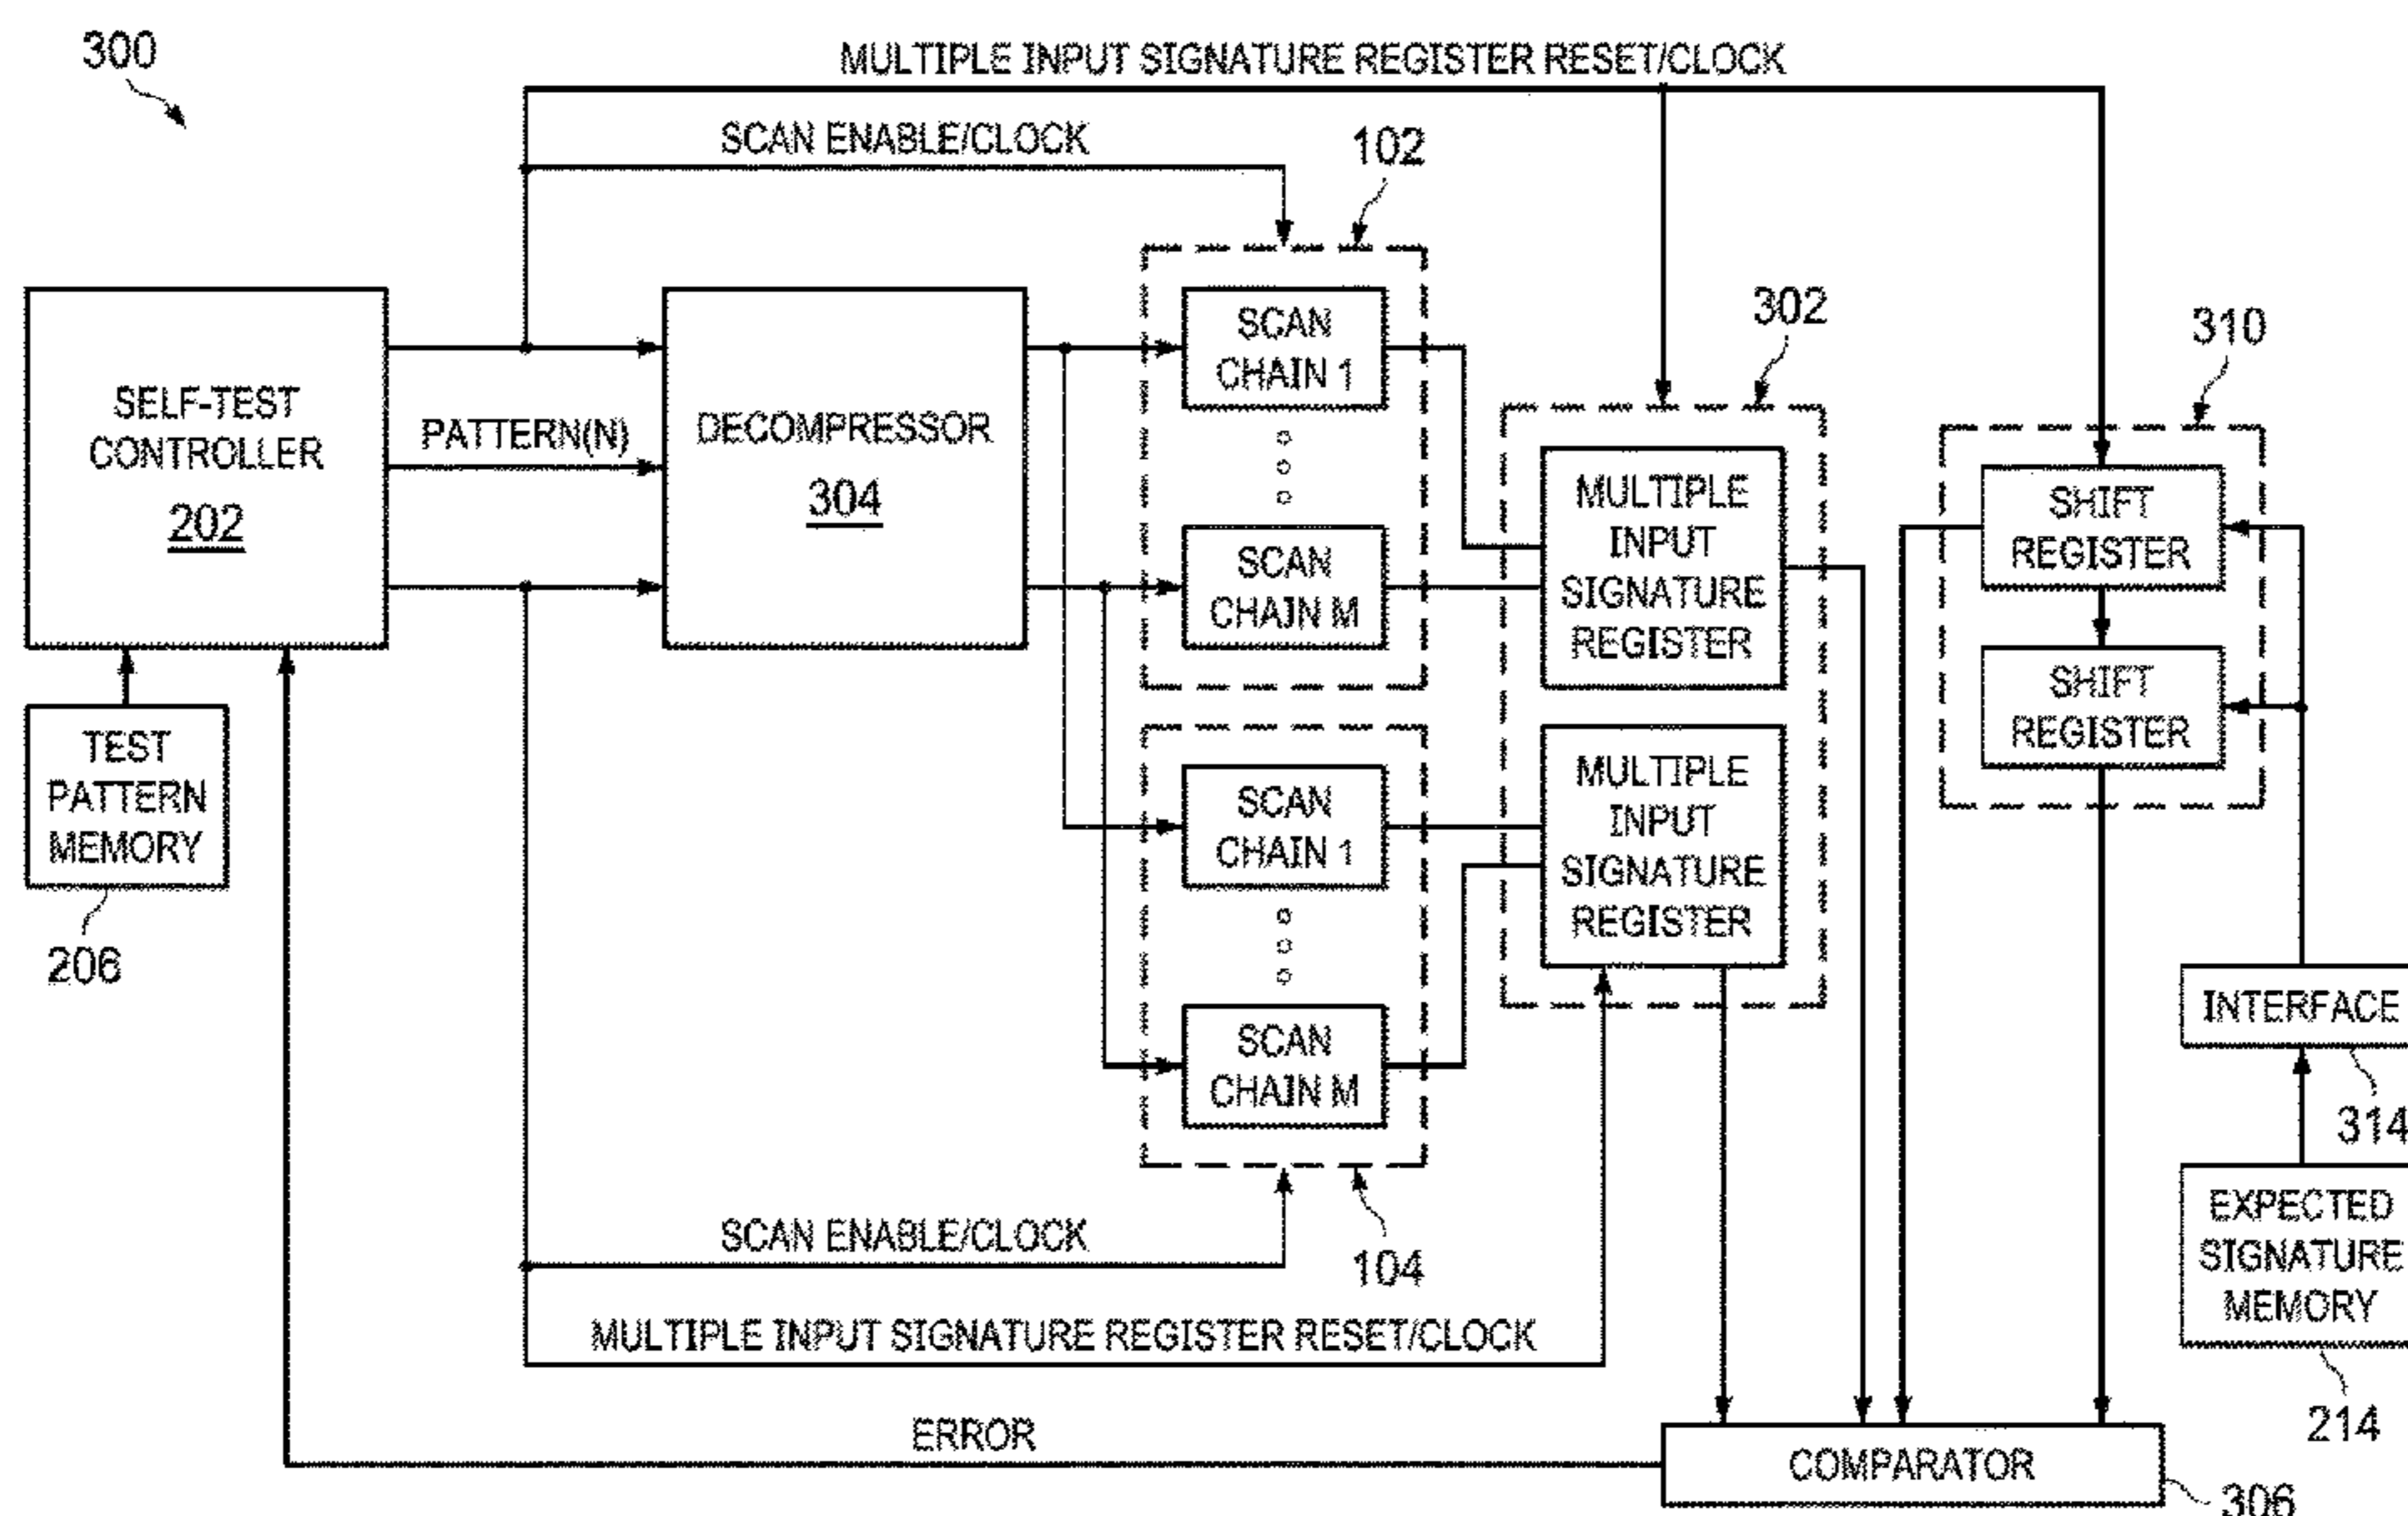 300
MULTIPLE INPUT SIGNATURE REGISTER RESET/CLOCK
SCAN ENABLE/CLOCK
102
302
310
SELF-TEST
CONTROLLER
202
PATTERN(N)
DECOMPRESSOR
304
SCAN
CHAIN 1
SCAN
CHAIN M
MULTIPLE
INPUT
SIGNATURE
REGISTER
SHIFT
REGISTER
SHIFT
REGISTER
TEST
PATTERN
MEMORY
206
SCAN
CHAIN 1
SCAN
CHAIN M
MULTIPLE
INPUT
SIGNATURE
REGISTER
INTERFACE
314
EXPECTED
SIGNATURE
MEMORY
214
SCAN ENABLE/CLOCK
104
MULTIPLE INPUT SIGNATURE REGISTER RESET/CLOCK
ERROR
COMPARATOR
306